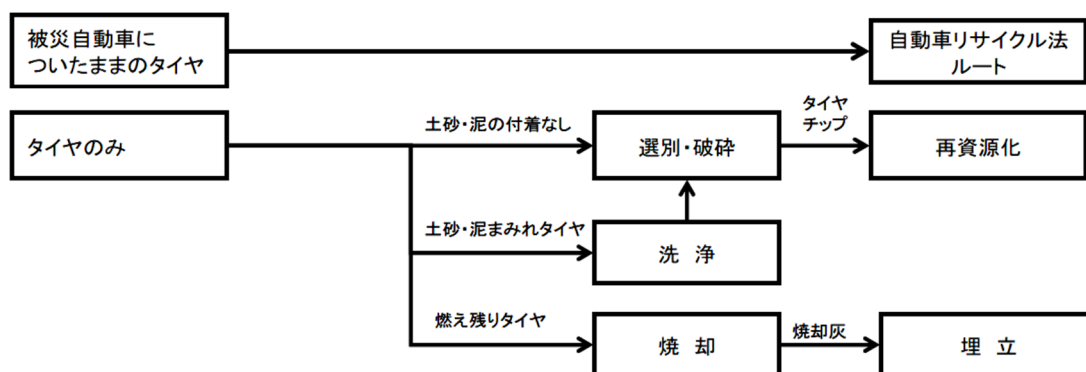 被災自動車に
ついたままのタイヤ
自動車リサイクル法
ルート
タイヤのみ
土砂・泥の付着なし
選別・破砕
タイヤ
チップ
再資源化
土砂・泥まみれタイヤ
洗　浄
燃え残りタイヤ
焼　却
焼却灰
埋　立